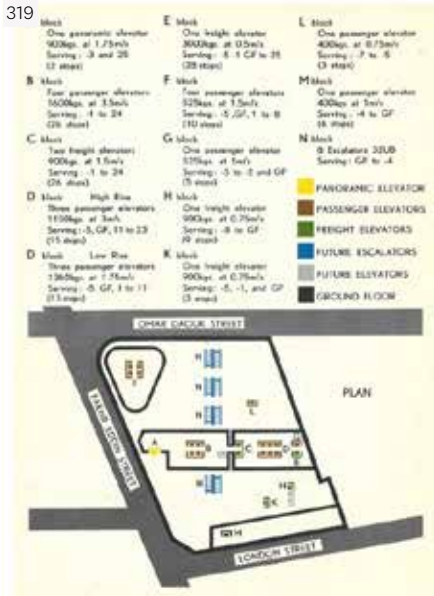 319
block
One panoramic elevator
900kgs. at 1.75m/s
Serving: -3 and 25
(2 stops)
B block
Four passenger elevators
1600kgs. at 3.5m/s
Serving: -1 to 24
(26 stops)
C block
Two freight elevators
900kgs. at 1.5m/s
Serving: -1 to 24
(26 stops)
D block High Rise
Three passenger elevators
at 3m/s
Serving: -5, GF, 11 to 23
(15 stops)
D block Low Rise
Three passenger elevators
at 1.75m/s
Serving: -5 GF, 1 to 11
(13 stops)
E block
One freight elevator
3000kgs. at 0.5m/s
Serving: -5 -1 GF to 25
(28 stops)
F block
Four passenger elevators
525kgs. at 1.5m/s
Serving: -5, GF, 1 to 8
(10 stops)
G block
One passenger elevator
525kgs. at 1m/s
Serving: -5 to -2 and GF
(5 stops)
H block
One freight elevator
900kgs. at 0.75m/s
Serving: -8 to GF
(9 stops)
K block
One freight elevator
900kgs. at 0.75m/s
Serving: -5, -1, and GF
(3 stops)
L block
One passenger elevator
400kgs. at 0.75m/s
Serving: -7 to -5
(3 stops)
M block
One passenger elevator
400kgs at 1m/s
Serving: -4 to GF
stops)
N block
8 Escalators 32UB
Serving: GF to -4
PANORAMIC ELEVATOR
PASSENGER ELEVATORS
FREIGHT ELEVATORS
FUTURE ESCALATORS
FUTURE ELEVATORS
GROUND FLOOR
OMAR DAOUK STREET
FAKHR EDDIN STREET
PLAN
N
N
N
L
A
B
C
D
N
K
H
M
LONDON STREET